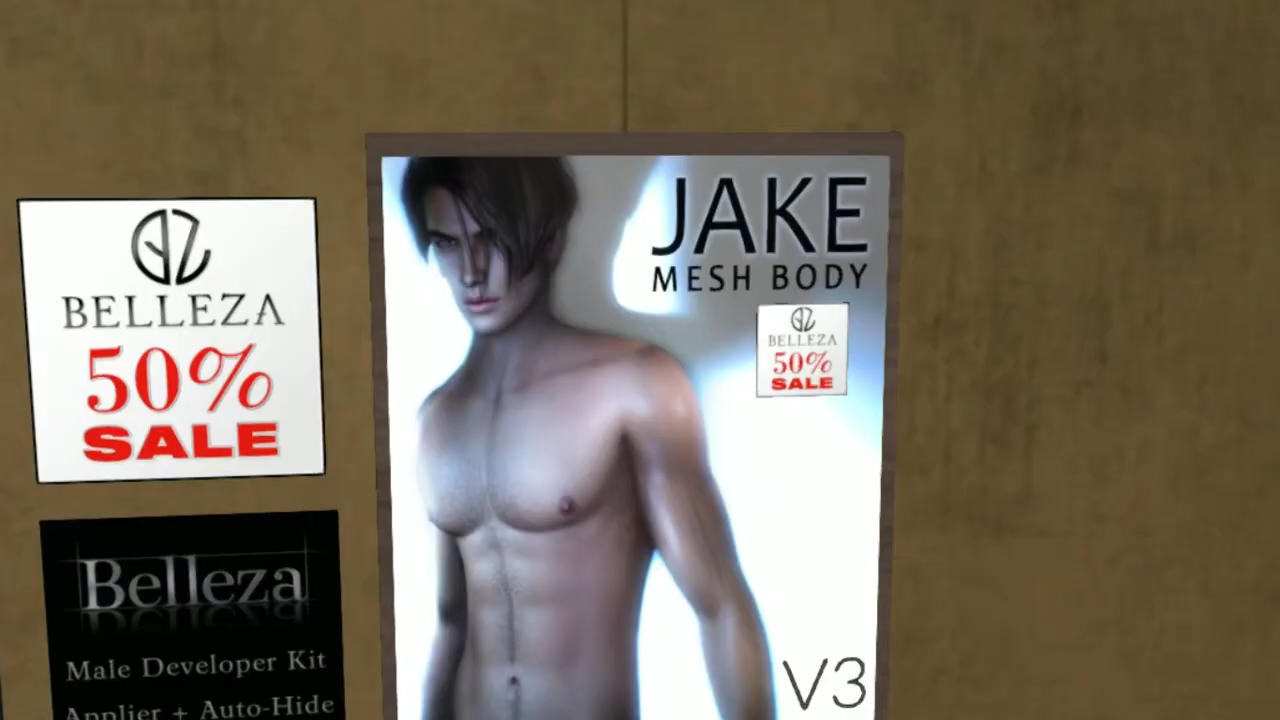 BELLEZA
50%
SALE
Belleza
Male Developer Kit
Applier + Auto-Hide
JAKE
MESH BODY
BELLEZA
50%
SALE
V3